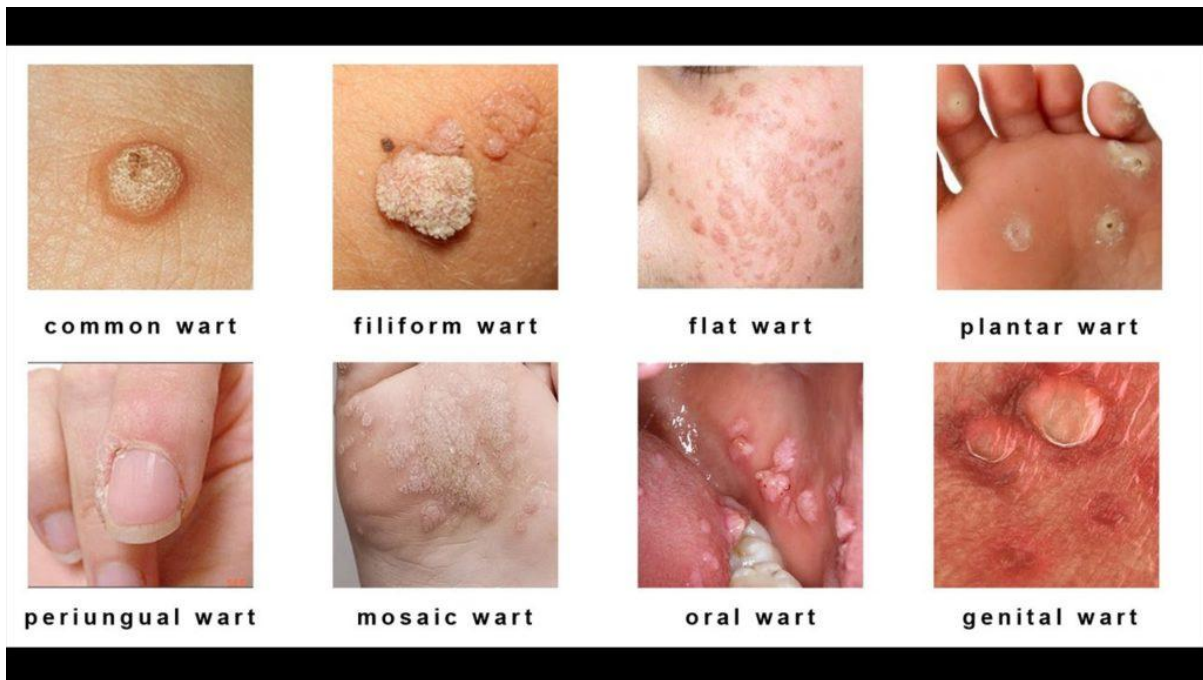 common wart
filiform wart
flat wart
plantar wart
periungual wart
mosaic wart
oral wart
genital wart